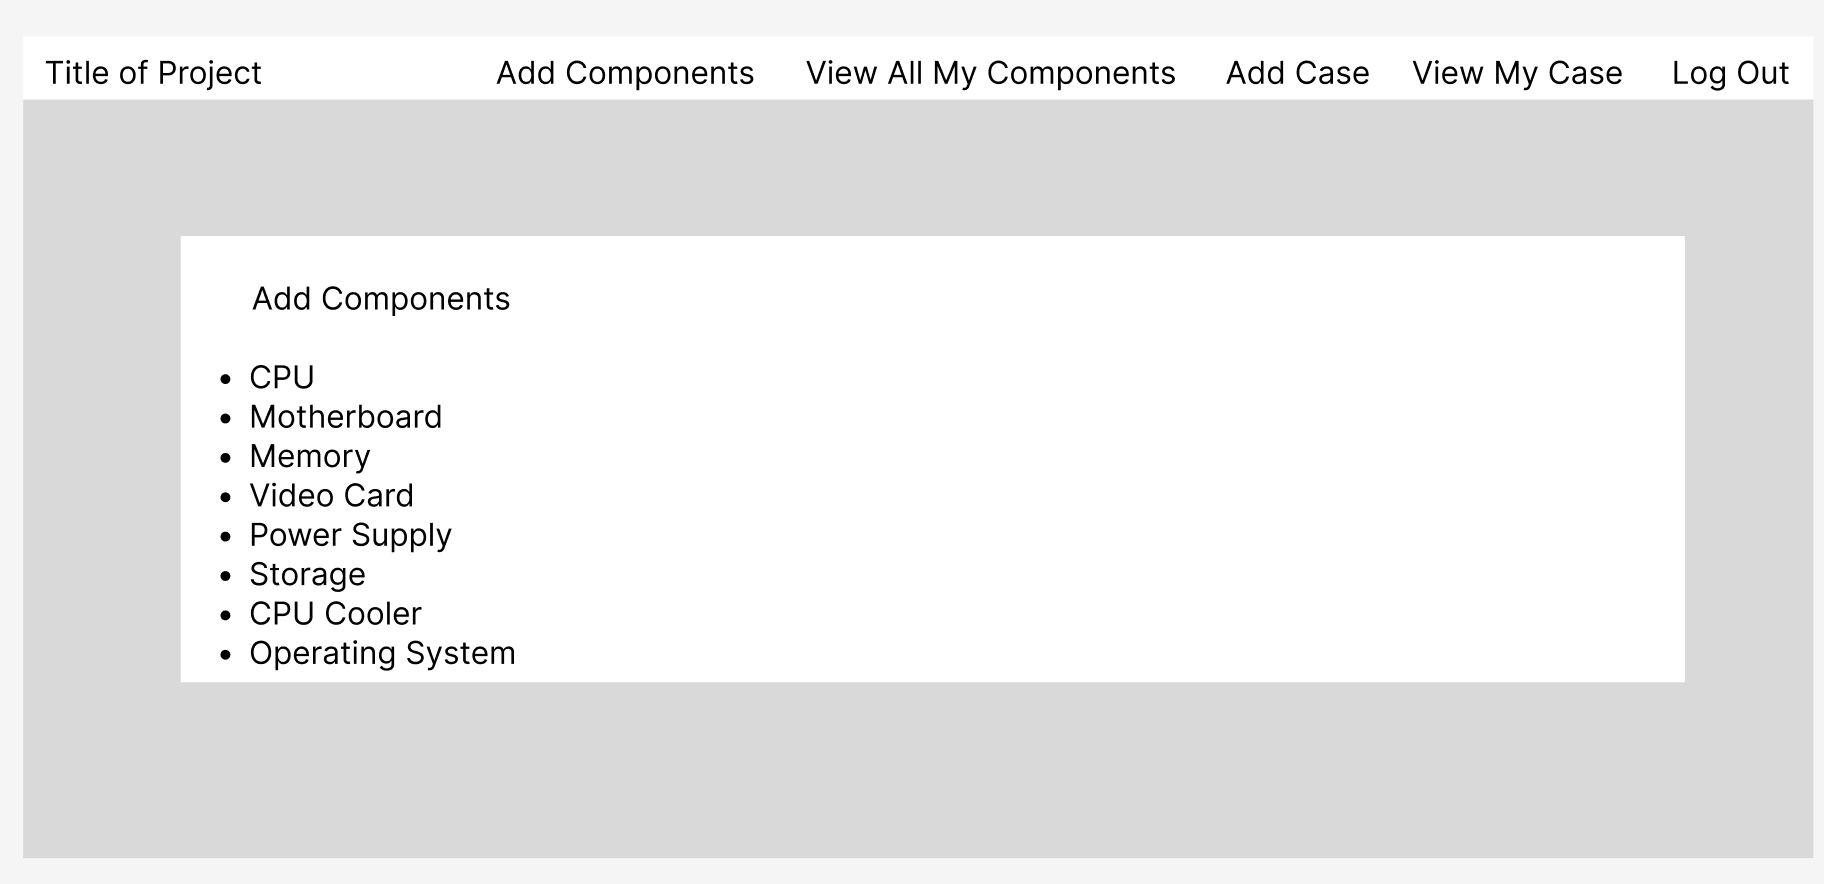 Title of Project Add Components View All My Components Add Case View My Case Log Out
Add Components
• CPU
• Motherboard
• Memory
• Video Card
• Power Supply
• Storage
• CPU Cooler
• Operating System